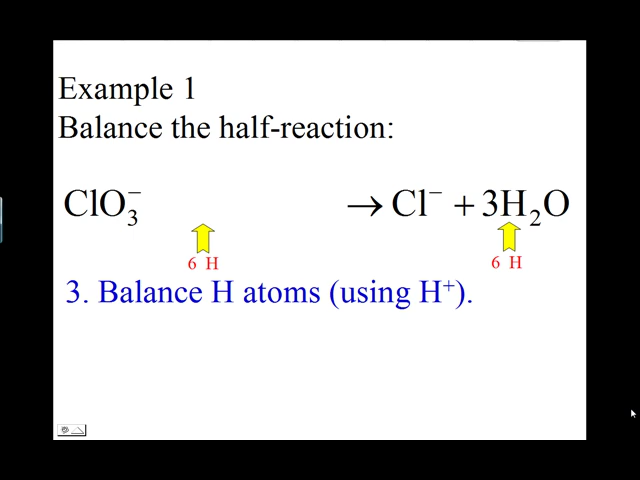 Example 1
Balance the half-reaction:
ClO₃⁻ → Cl⁻ + 3H₂O
6 H 6 H
3. Balance H atoms (using H⁺).